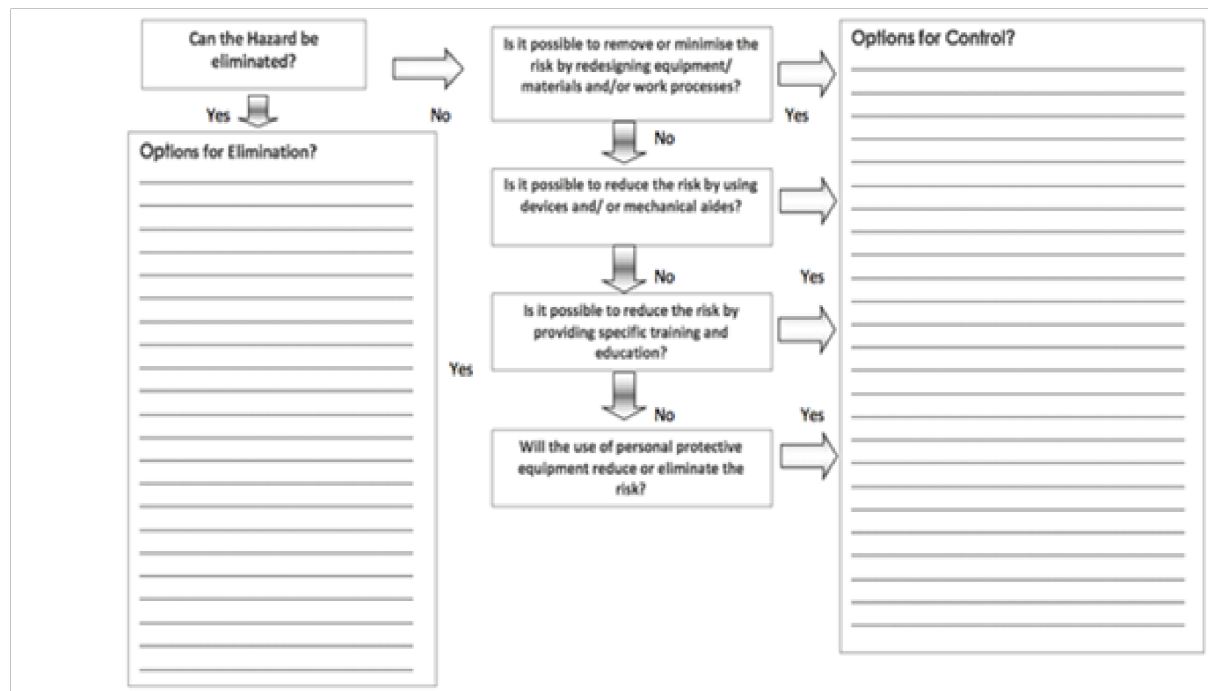 Can the Hazard be
eliminated?
Yes
No
Options for Elimination?
Is it possible to remove or minimise the
risk by redesigning equipment/
materials and/or work processes?
Yes
No
Is it possible to reduce the risk by using
devices and/ or mechanical aides?
No
Yes
Is it possible to reduce the risk by
providing specific training and
education?
Yes
No
Yes
Will the use of personal protective
equipment reduce or eliminate the
risk?
Options for Control?